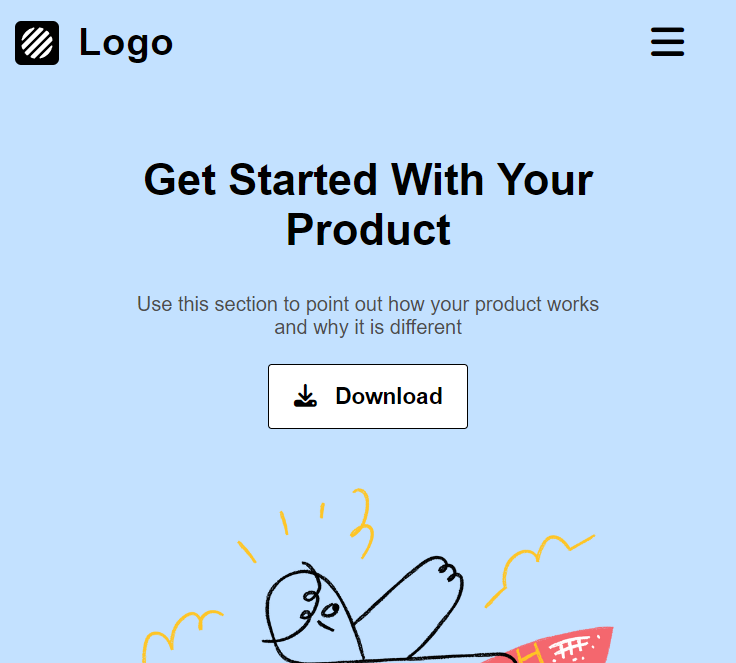 Logo
Get Started With Your
Product
Use this section to point out how your product works
and why it is different
Download